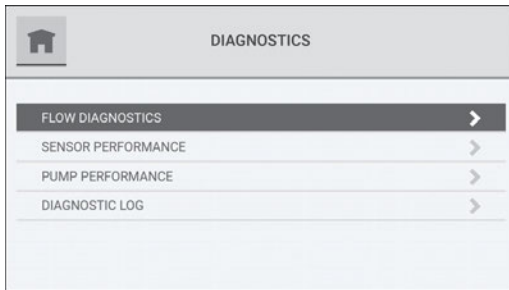 DIAGNOSTICS
FLOW DIAGNOSTICS
SENSOR PERFORMANCE
PUMP PERFORMANCE
DIAGNOSTIC LOG